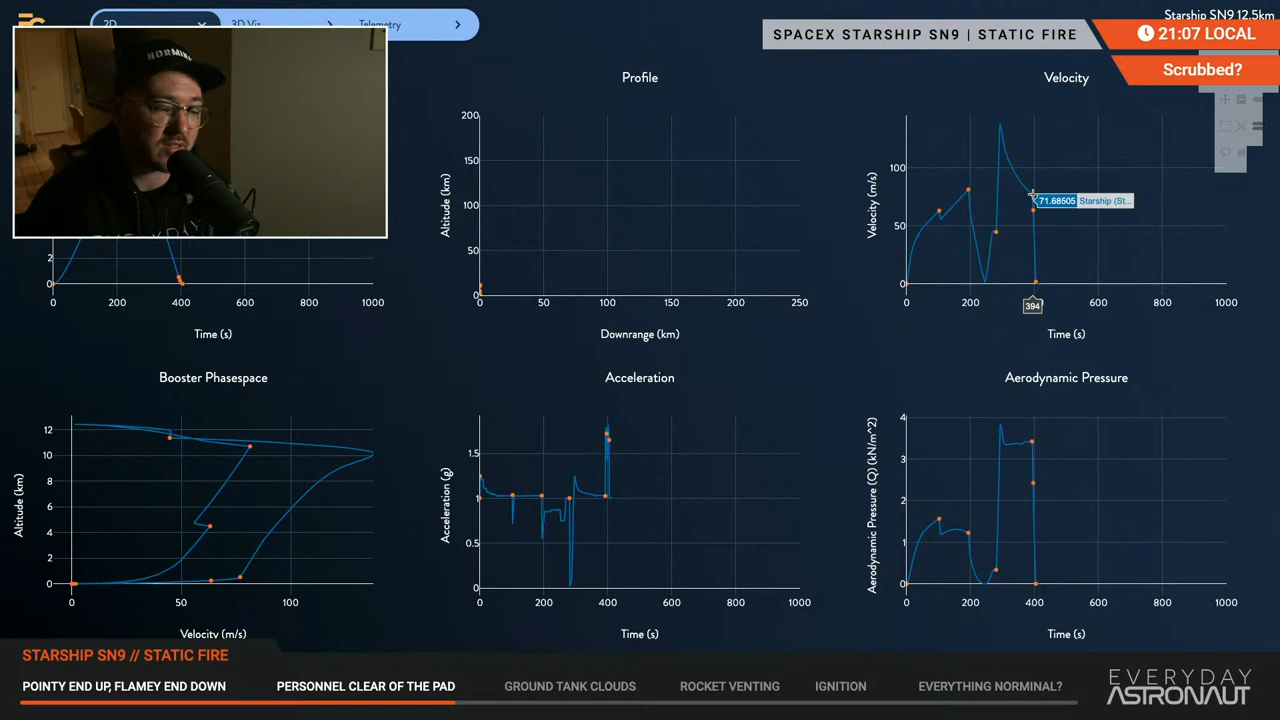 2D
3D Viz
Telemetry
Starship SN9 12.5km
SPACEX STARSHIP SN9 | STATIC FIRE
21:07 LOCAL
Scrubbed?
2
0
0
200
400
600
800
1000
Time (s)
Profile
Altitude (km)
200
150
100
50
0
0
50
100
150
200
250
Downrange (km)
Velocity
Velocity (m/s)
100
50
0
71.68505 Starship (St...
394
0
200
600
800
1000
Time (s)
Booster Phasespace
Altitude (km)
12
10
8
6
4
2
0
0
50
100
Velocity (m/s)
Acceleration
Acceleration (g)
1.5
1
0.5
0
0
200
400
600
800
1000
Time (s)
Aerodynamic Pressure
Aerodynamic Pressure (Q) (kN/m^2)
4
3
2
1
0
0
200
400
600
800
1000
Time (s)
STARSHIP SN9 // STATIC FIRE
POINTY END UP, FLAMEY END DOWN
PERSONNEL CLEAR OF THE PAD
GROUND TANK CLOUDS
ROCKET VENTING
IGNITION
EVERYTHING NORMINAL?
EVERYDAY
ASTRONAUT